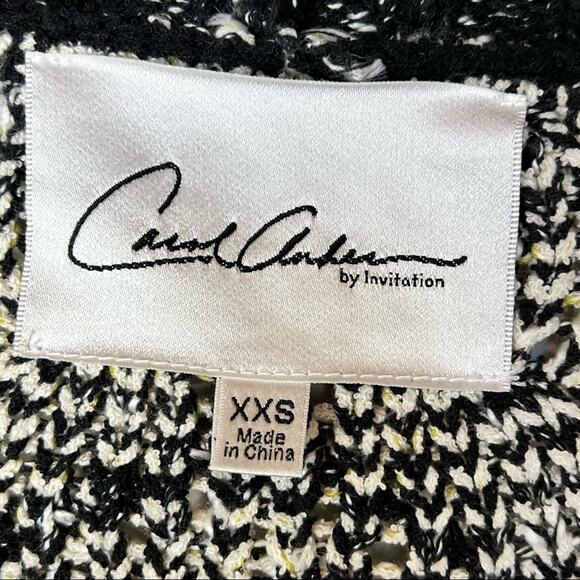 Carol Anderson
by Invitation
XXS
Made
in China